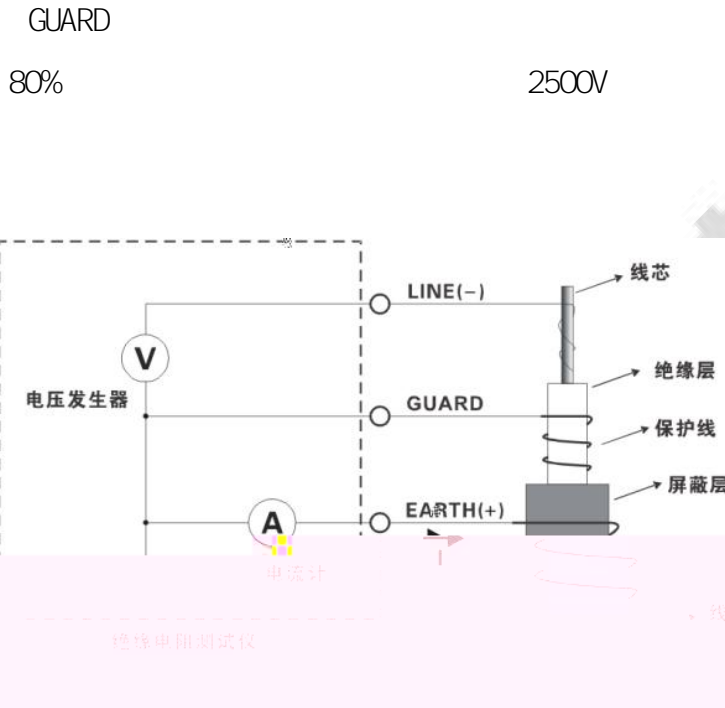 GUARD
80% 2500V
线芯
LINE(−)
V
绝缘层
电压发生器
GUARD
保护线
屏蔽层
EARTH(+)
A
I
电流计
线
绝缘电阻测试仪